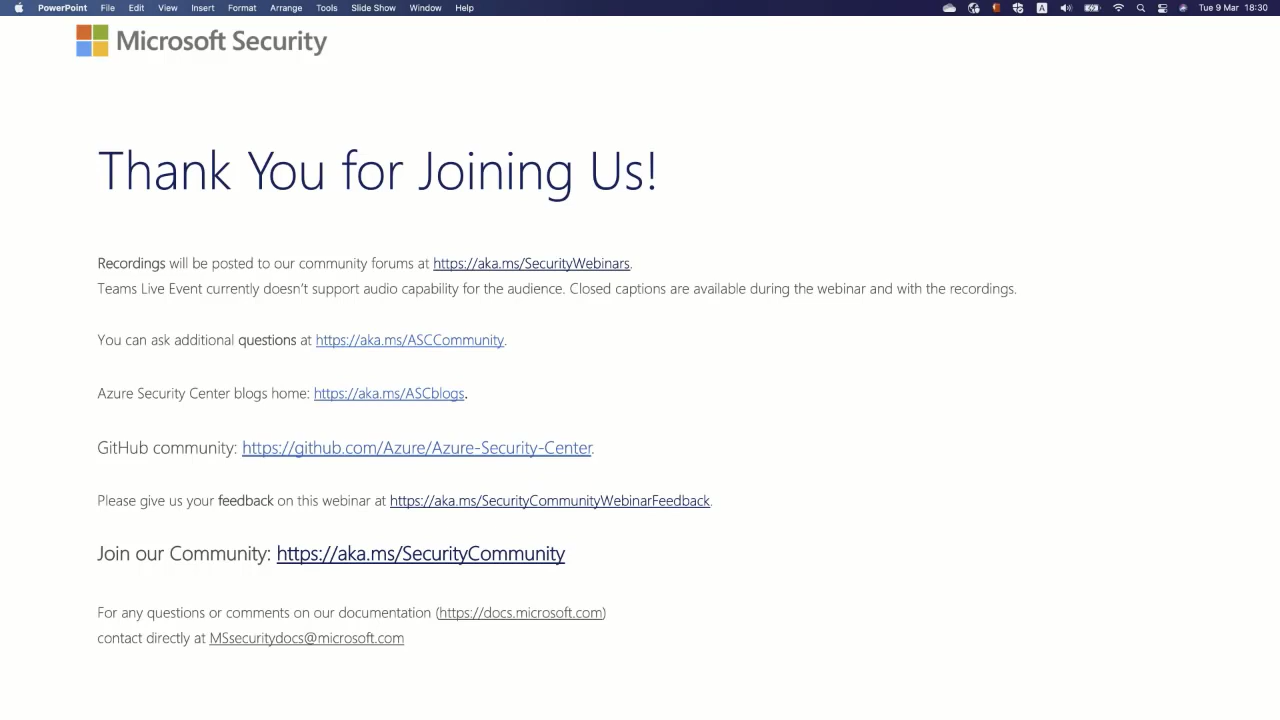 PowerPoint File Edit View Insert Format Arrange Tools Slide Show Window Help A Tue 9 Mar 18:30
Microsoft Security
Thank You for Joining Us!
Recordings will be posted to our community forums at https://aka.ms/SecurityWebinars.
Teams Live Event currently doesn't support audio capability for the audience. Closed captions are available during the webinar and with the recordings.
You can ask additional questions at https://aka.ms/ASCCommunity.
Azure Security Center blogs home: https://aka.ms/ASCblogs.
GitHub community: https://github.com/Azure/Azure-Security-Center.
Please give us your feedback on this webinar at https://aka.ms/SecurityCommunityWebinarFeedback.
Join our Community: https://aka.ms/SecurityCommunity
For any questions or comments on our documentation (https://docs.microsoft.com)
contact directly at MSsecuritydocs@microsoft.com